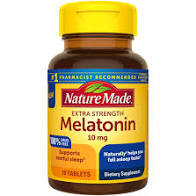 PHARMACIST RECOMMENDED
Nature Made
EXTRA STRENGTH
Melatonin
10 mg
100%
Supports
restful sleep
Naturally helps you
fall asleep faster
TABLETS
Dietary Supplement